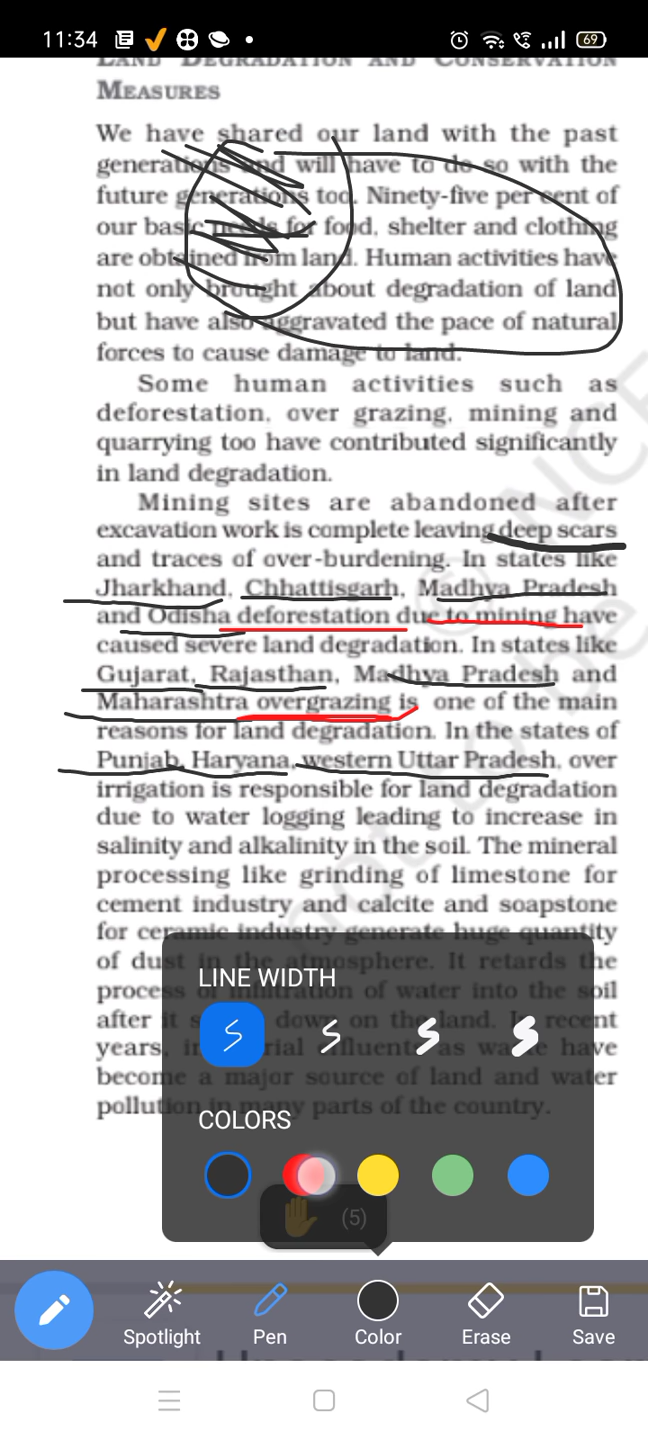 11:34
69
LAND DEGRADATION AND CONSERVATION
MEASURES
We have shared our land with the past
generations and will have to do so with the
future generations too. Ninety-five per cent of
our basic needs for food, shelter and clothing
are obtained from land. Human activities have
not only brought about degradation of land
but have also aggravated the pace of natural
forces to cause damage to land.
Some human activities such as
deforestation, over grazing, mining and
quarrying too have contributed significantly
in land degradation.
Mining sites are abandoned after
excavation work is complete leaving deep scars
and traces of over-burdening. In states like
Jharkhand, Chhattisgarh, Madhya Pradesh
and Odisha deforestation due to mining have
caused severe land degradation. In states like
Gujarat, Rajasthan, Madhya Pradesh and
Maharashtra overgrazing is one of the main
reasons for land degradation. In the states of
Punjab, Haryana, western Uttar Pradesh, over
irrigation is responsible for land degradation
due to water logging leading to increase in
salinity and alkalinity in the soil. The mineral
processing like grinding of limestone for
cement industry and calcite and soapstone
for ceramic industry generate huge quantity
of dust in the atmosphere. It retards the
LINE WIDTH
process of infiltration of water into the soil
after it down on the land. In recent
years, effluents as waste have
become a major source of land and water
pollution in many parts of the country.
COLORS
(5)
Spotlight
Pen
Color
Erase
Save